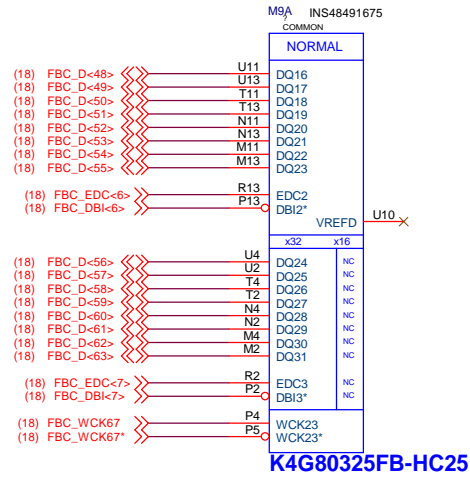 M9A INS48491675
?
COMMON
NORMAL
(18) FBC_D<48> U11 DQ16
(18) FBC_D<49> U13 DQ17
(18) FBC_D<50> T11 DQ18
(18) FBC_D<51> T13 DQ19
(18) FBC_D<52> N11 DQ20
(18) FBC_D<53> N13 DQ21
(18) FBC_D<54> M11 DQ22
(18) FBC_D<55> M13 DQ23
(18) FBC_EDC<6> R13 EDC2
(18) FBC_DBI<6> P13 DBI2*
VREFD U10
x32 x16
(18) FBC_D<56> U4 DQ24 NC
(18) FBC_D<57> U2 DQ25 NC
(18) FBC_D<58> T4 DQ26 NC
(18) FBC_D<59> T2 DQ27 NC
(18) FBC_D<60> N4 DQ28 NC
(18) FBC_D<61> N2 DQ29 NC
(18) FBC_D<62> M4 DQ30 NC
(18) FBC_D<63> M2 DQ31 NC
(18) FBC_EDC<7> R2 EDC3 NC
(18) FBC_DBI<7> P2 DBI3* NC
(18) FBC_WCK67 P4 WCK23
(18) FBC_WCK67* P5 WCK23*
K4G80325FB-HC25